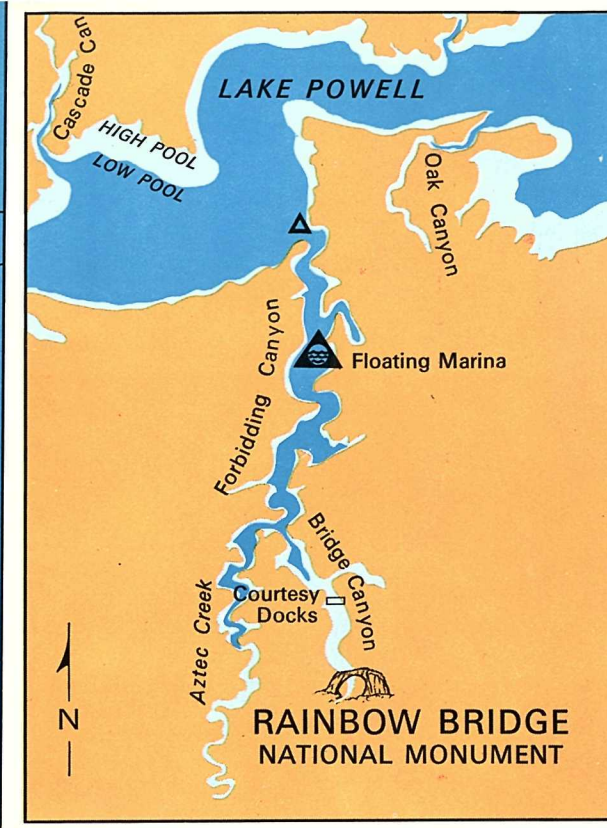 Cascade Can
LAKE POWELL
HIGH POOL
LOW POOL
Oak Canyon
Forbidding Canyon
Floating Marina
Bridge Canyon
Courtesy
Docks
Aztec Creek
N
RAINBOW BRIDGE
NATIONAL MONUMENT